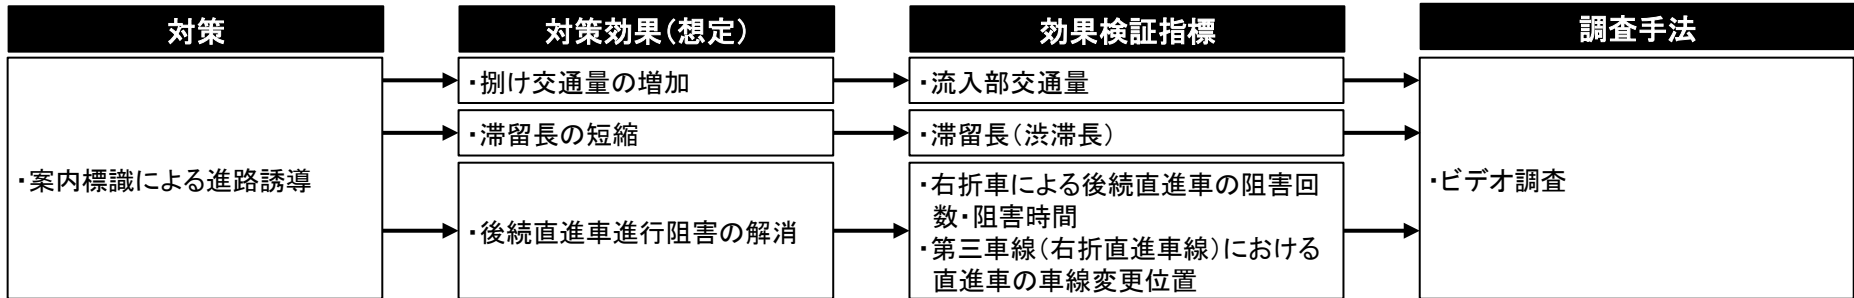 対策
対策効果(想定)
効果検証指標
調査手法
・案内標識による進路誘導
・捌け交通量の増加
・流入部交通量
・滞留長の短縮
・滞留長(渋滞長)
・後続直進車進行阻害の解消
・右折車による後続直進車の阻害回
数・阻害時間
・第三車線(右折直進車線)における
直進車の車線変更位置
・ビデオ調査